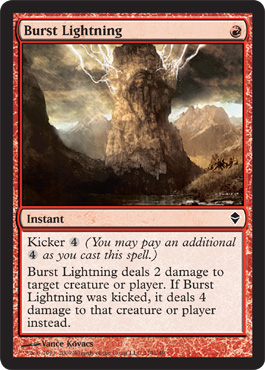 Burst Lightning
Instant
Kicker 4 (You may pay an additional
4 as you cast this spell.)
Burst Lightning deals 2 damage to
target creature or player. If Burst
Lightning was kicked, it deals 4
damage to that creature or player
instead.
Vance Kovacs